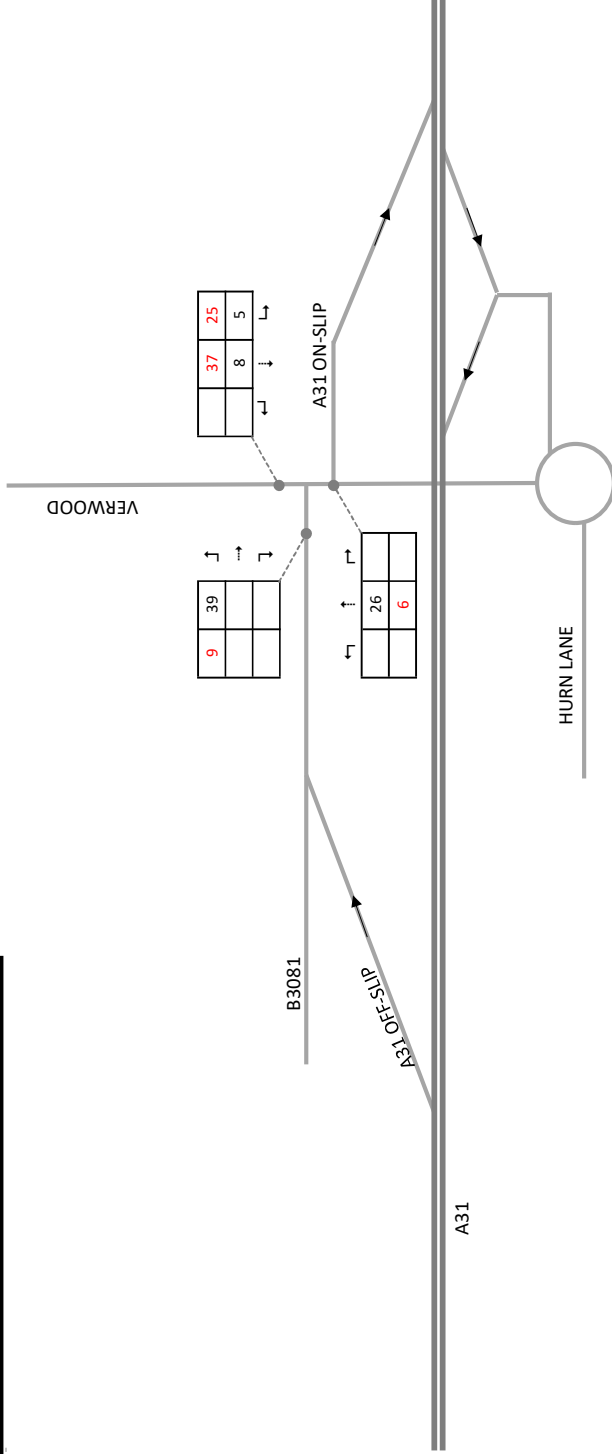 VERWOOD
37 25
8 5
A31 ON-SLIP
9 39
26
6
B3081
A31 OFF-SLIP
HURN LANE
A31